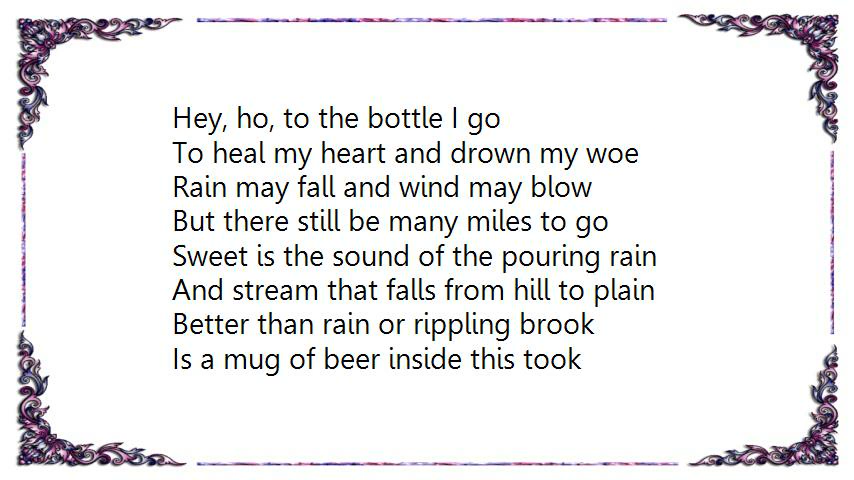 Hey, ho, to the bottle I go
To heal my heart and drown my woe
Rain may fall and wind may blow
But there still be many miles to go
Sweet is the sound of the pouring rain
And stream that falls from hill to plain
Better than rain or rippling brook
Is a mug of beer inside this took